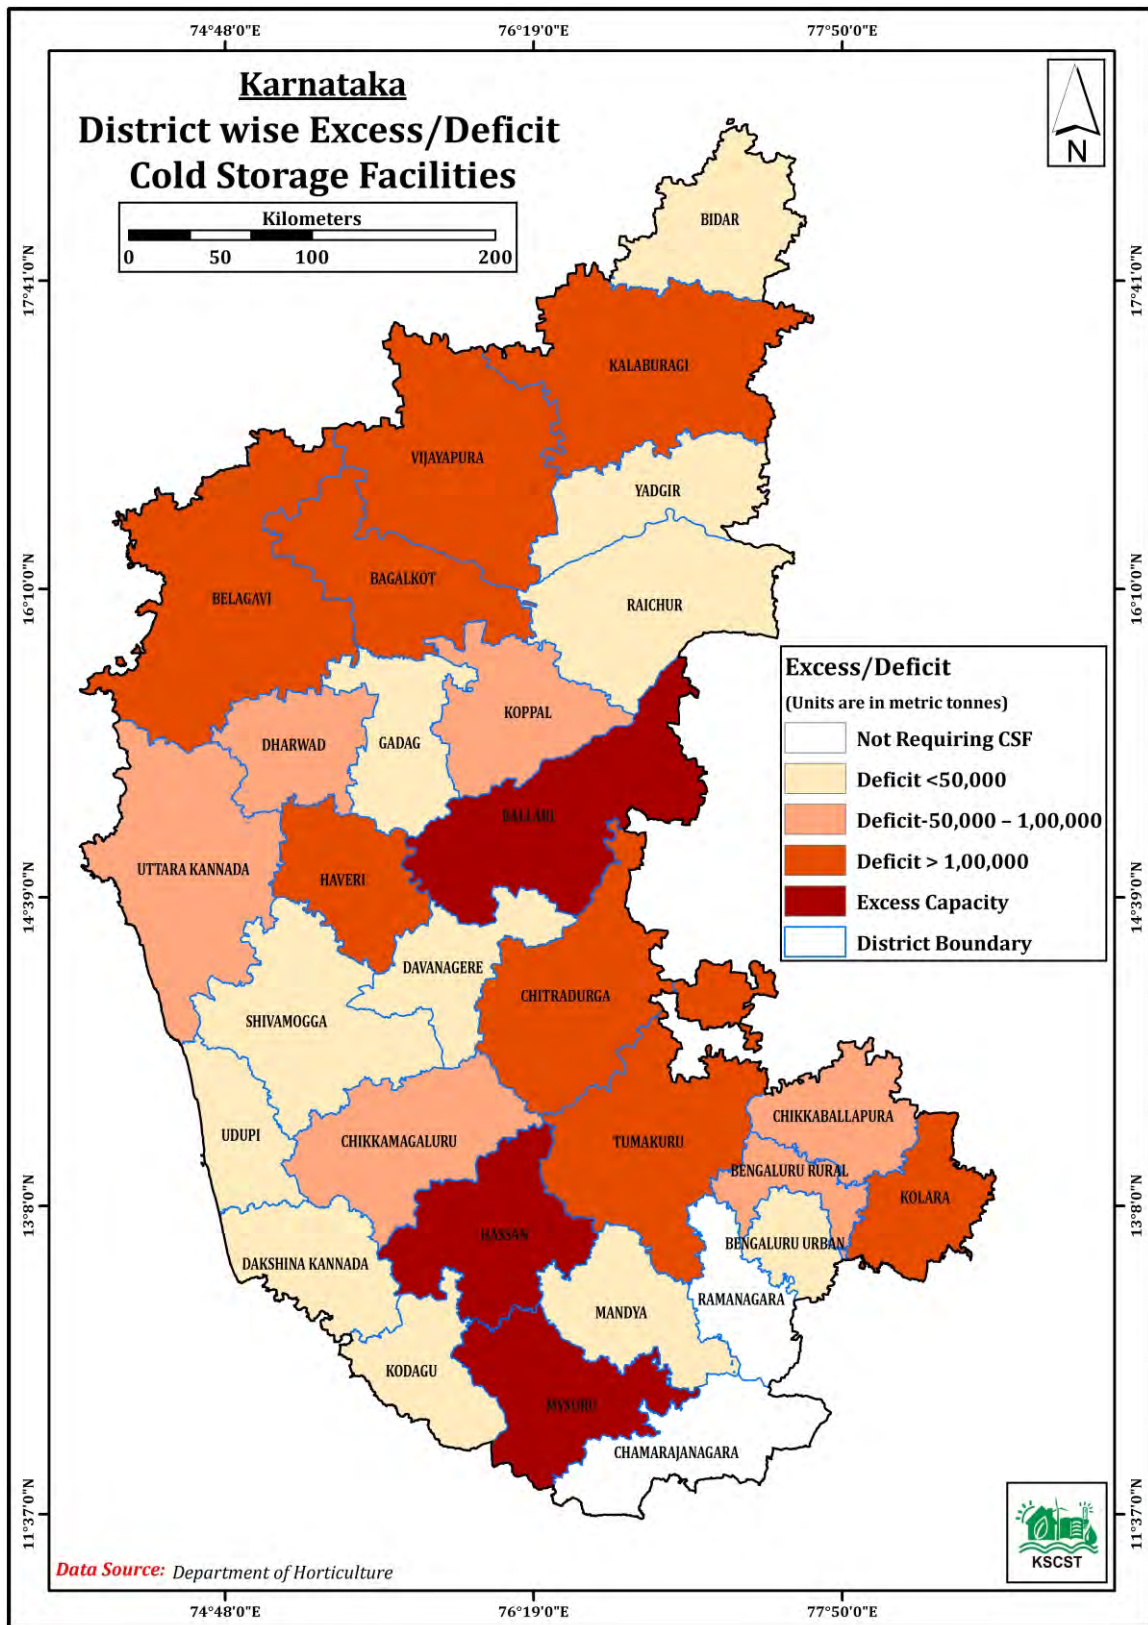 74°48'0"E 76°19'0"E 77°50'0"E
Karnataka
District wise Excess/Deficit
Cold Storage Facilities
Kilometers
0 50 100 200
N
17°41'0"N 17°41'0"N
16°10'0"N 16°10'0"N
14°39'0"N 14°39'0"N
13°8'0"N 13°8'0"N
11°37'0"N 11°37'0"N
BIDAR
KALABURAGI
VIJAYAPURA
YADGIR
BAGALKOT
BELAGAVI
RAICHUR
KOPPAL
DHARWAD
GADAG
BALLARI
UTTARA KANNADA
HAVERI
DAVANAGERE
CHITRADURGA
SHIVAMOGGA
CHIKKABALLAPURA
UDUPI
CHIKKAMAGALURU
TUMAKURU
BENGALURU RURAL
KOLARA
HASSAN
BENGALURU URBAN
DAKSHINA KANNADA
RAMANAGARA
MANDYA
KODAGU
MYSURU
CHAMARAJANAGARA
Excess/Deficit
(Units are in metric tonnes)
Not Requiring CSF
Deficit <50,000
Deficit-50,000 – 1,00,000
Deficit > 1,00,000
Excess Capacity
District Boundary
KSCST
Data Source: Department of Horticulture
74°48'0"E 76°19'0"E 77°50'0"E